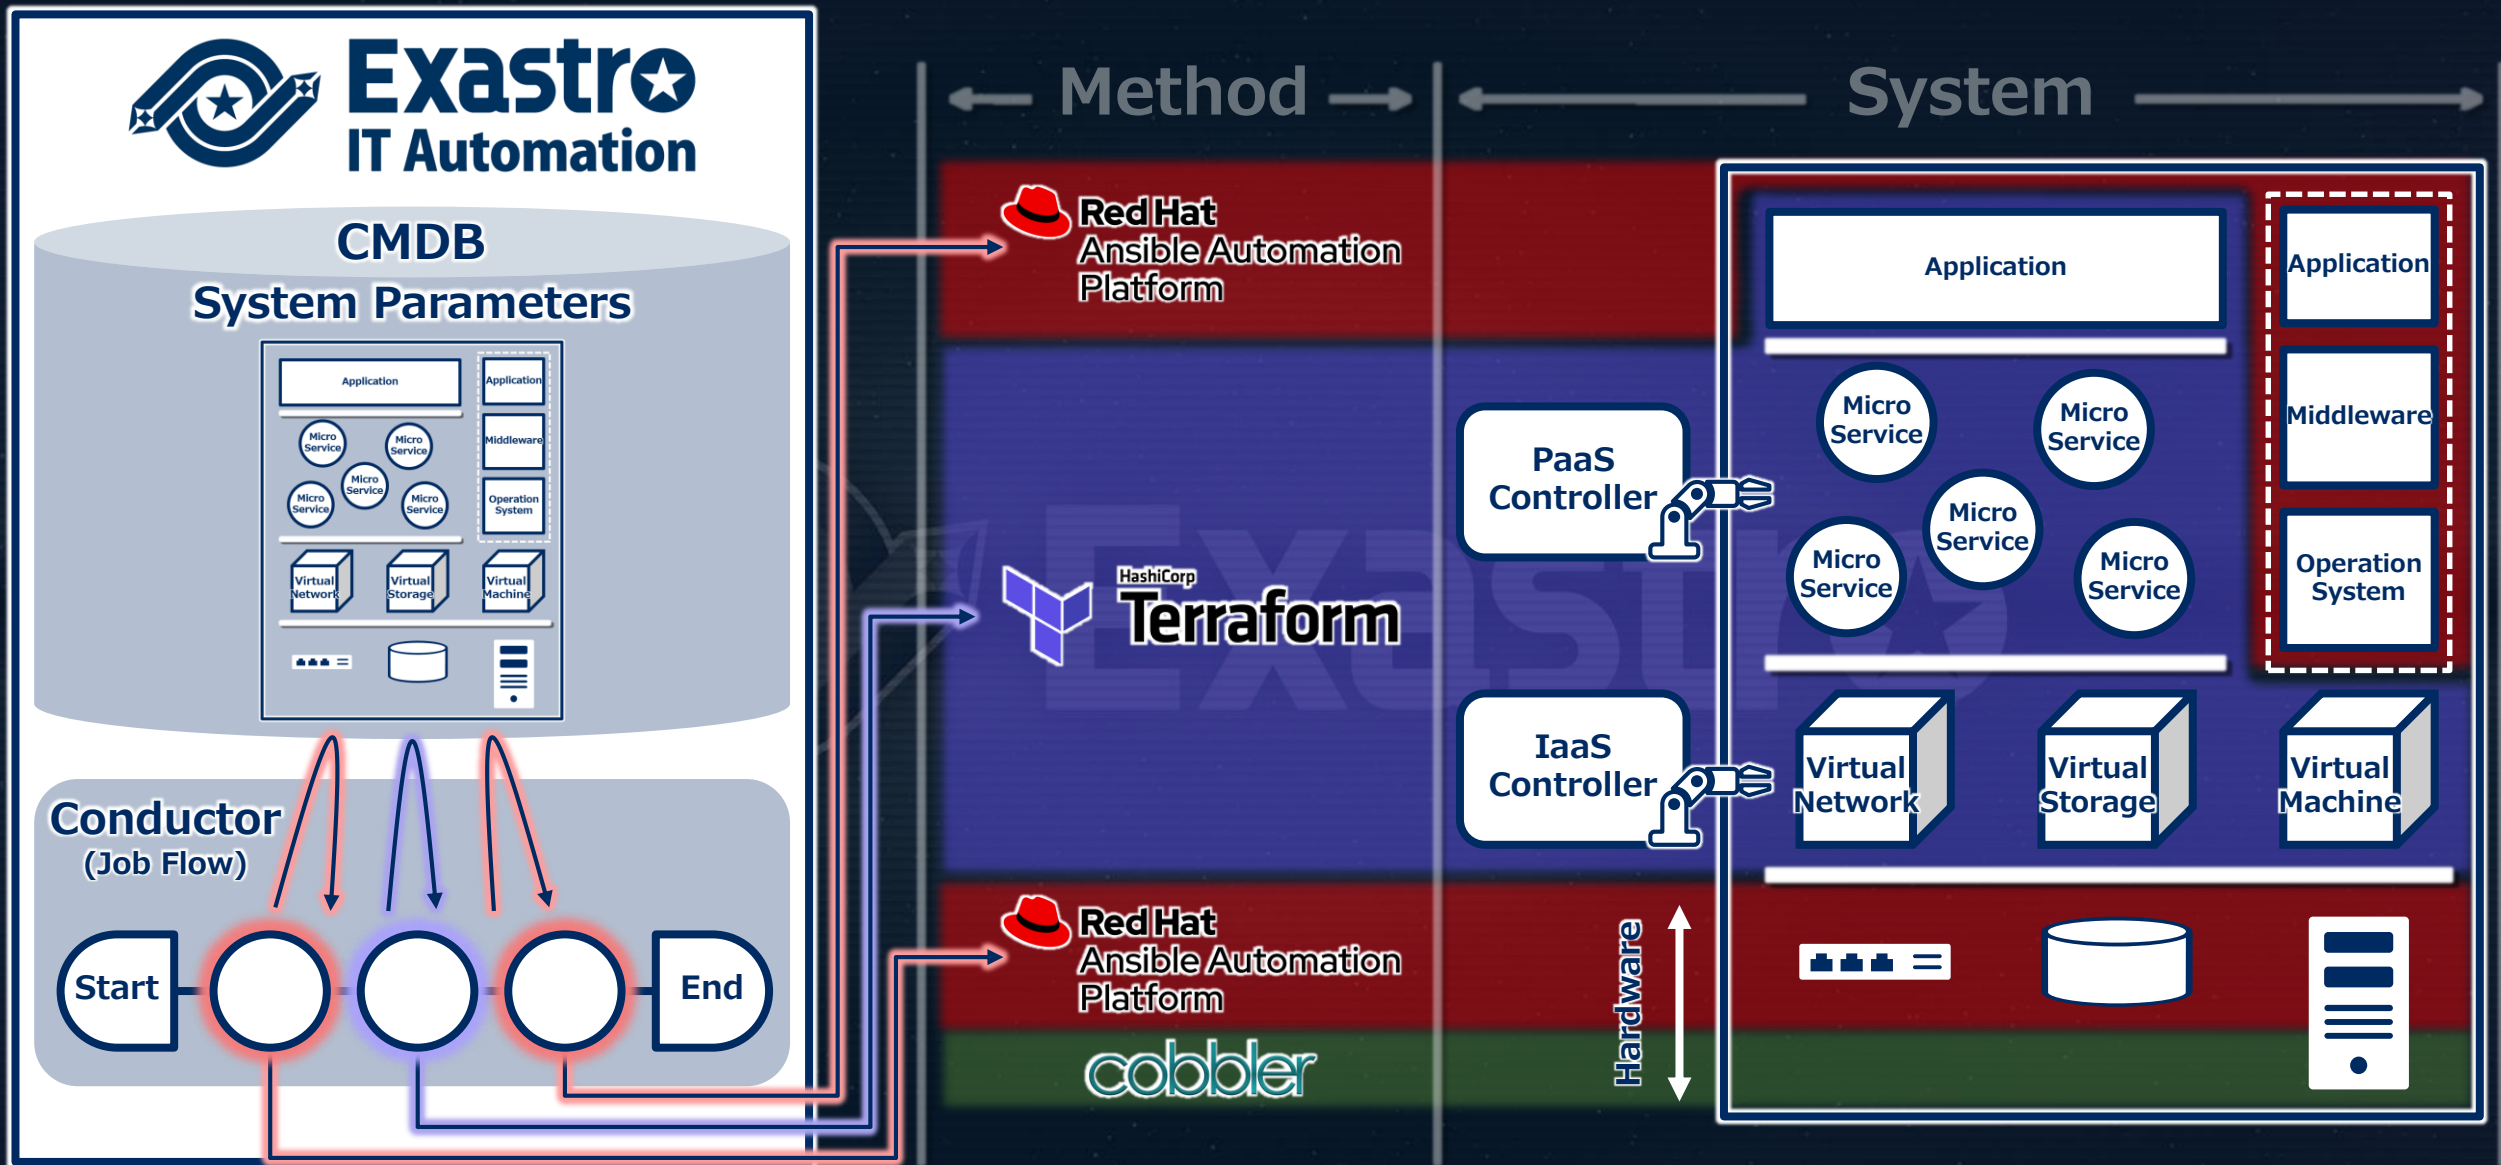 Exastro
IT Automation
CMDB
System Parameters
Application
Application
Micro
Service
Micro
Service
Middleware
Micro
Service
Micro
Service
Micro
Service
Operation
System
Virtual
Network
Virtual
Storage
Virtual
Machine
Conductor
(Job Flow)
Start
End
Method
System
Red Hat
Ansible Automation
Platform
HashiCorp
Terraform
Red Hat
Ansible Automation
Platform
cobbler
PaaS
Controller
IaaS
Controller
Hardware
Application
Application
Micro
Service
Micro
Service
Middleware
Micro
Service
Micro
Service
Micro
Service
Operation
System
Virtual
Network
Virtual
Storage
Virtual
Machine
Exastro